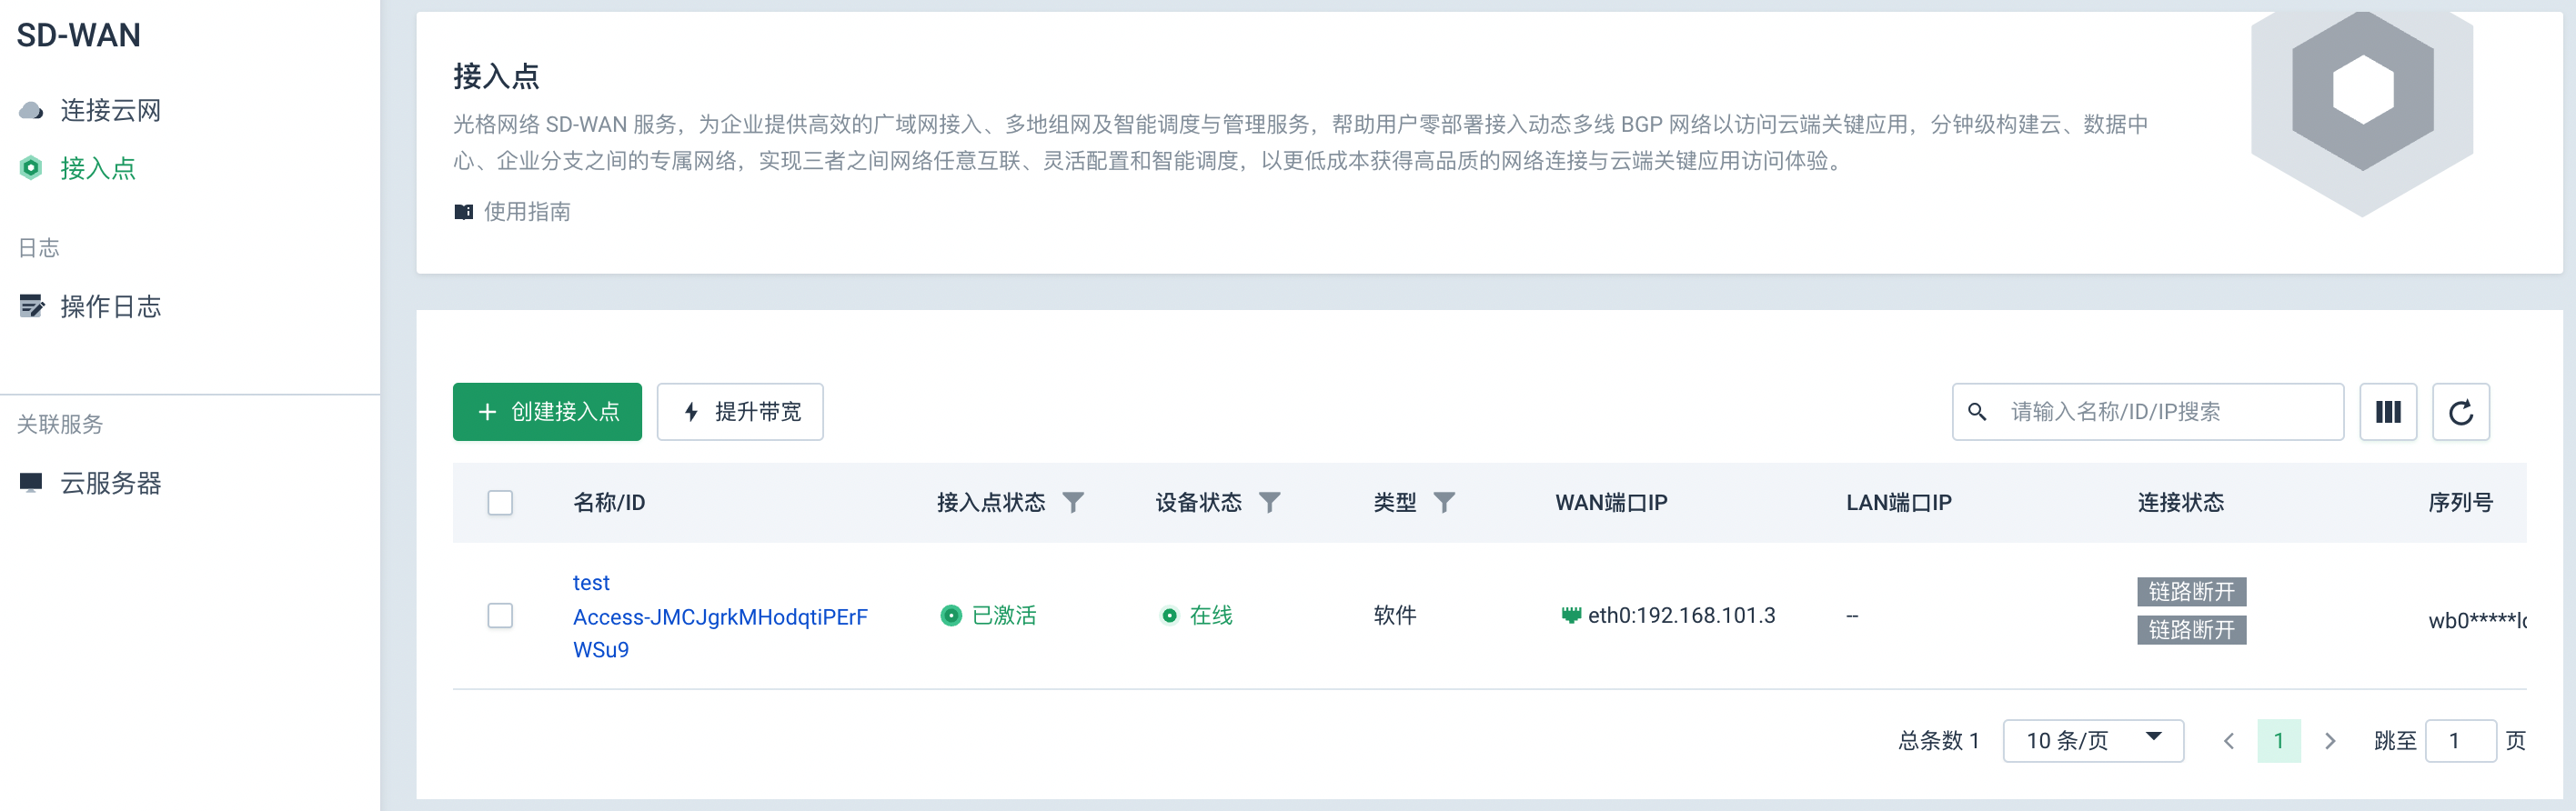 SD-WAN
连接云网
接入点
日志
操作日志
关联服务
云服务器
接入点
光格网络 SD-WAN 服务，为企业提供高效的广域网接入、多地组网及智能调度与管理服务，帮助用户零部署接入动态多线 BGP 网络以访问云端关键应用，分钟级构建云、数据中
心、企业分支之间的专属网络，实现三者之间网络任意互联、灵活配置和智能调度，以更低成本获得高品质的网络连接与云端关键应用访问体验。
使用指南
创建接入点 提升带宽 请输入名称/ID/IP搜索
名称/ID 接入点状态 设备状态 类型 WAN端口IP LAN端口IP 连接状态 序列号
test
Access-JMCJgrkMHodqtiPErF
WSu9
已激活 在线 软件 eth0:192.168.101.3 --
链路断开
链路断开
wb0*****l
总条数 1 10 条/页 1 跳至 1 页